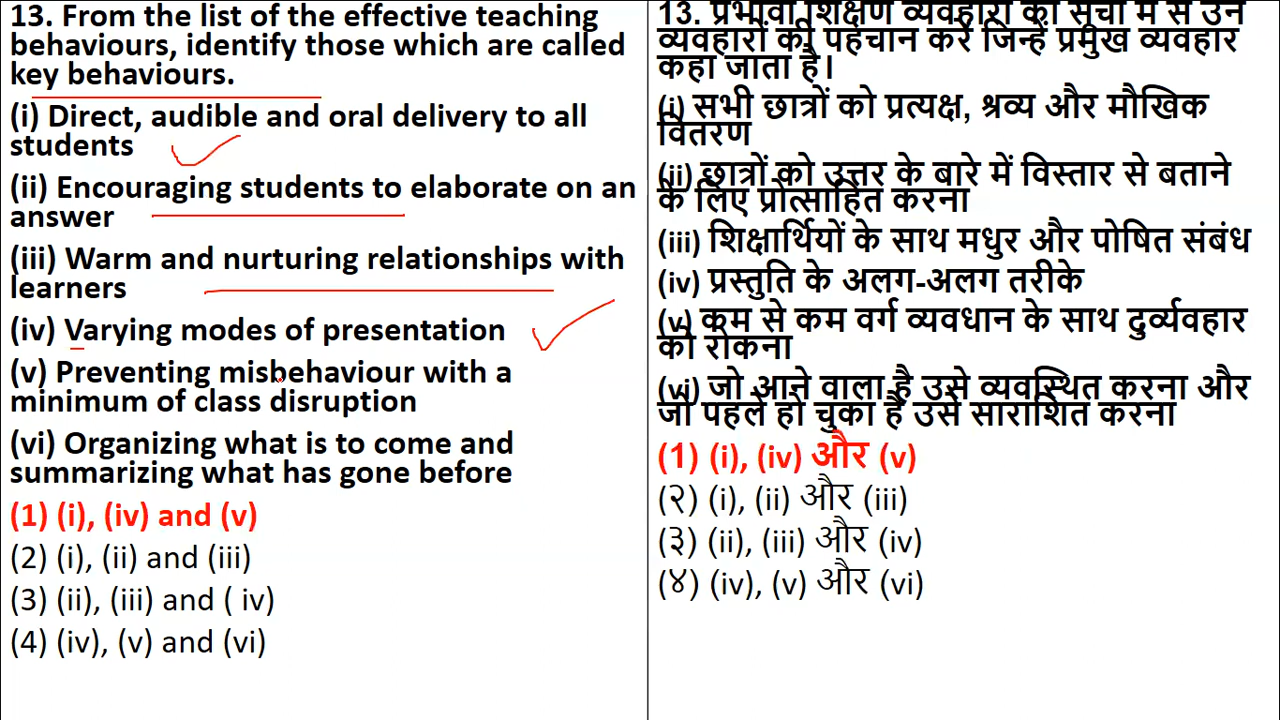 13. From the list of the effective teaching
behaviours, identify those which are called
key behaviours.
(i) Direct, audible and oral delivery to all
students
(ii) Encouraging students to elaborate on an
answer
(iii) Warm and nurturing relationships with
learners
(iv) Varying modes of presentation
(v) Preventing misbehaviour with a
minimum of class disruption
(vi) Organizing what is to come and
summarizing what has gone before
(1) (i), (iv) and (v)
(2) (i), (ii) and (iii)
(3) (ii), (iii) and ( iv)
(4) (iv), (v) and (vi)
13. प्रभावी शिक्षण व्यवहारों की सूची में से उन
व्यवहारों की पहचान करें जिन्हें प्रमुख व्यवहार
कहा जाता है।
(i) सभी छात्रों को प्रत्यक्ष, श्रव्य और मौखिक
वितरण
(ii) छात्रों को उत्तर के बारे में विस्तार से बताने
के लिए प्रोत्साहित करना
(iii) शिक्षार्थियों के साथ मधुर और पोषित संबंध
(iv) प्रस्तुति के अलग-अलग तरीके
(v) कम से कम वर्ग व्यवधान के साथ दुर्व्यवहार
को रोकना
(vi) जो आने वाला है उसे व्यवस्थित करना और
जो पहले हो चुका है उसे सारांशित करना
(1) (i), (iv) और (v)
(२) (i), (ii) और (iii)
(३) (ii), (iii) और (iv)
(४) (iv), (v) और (vi)